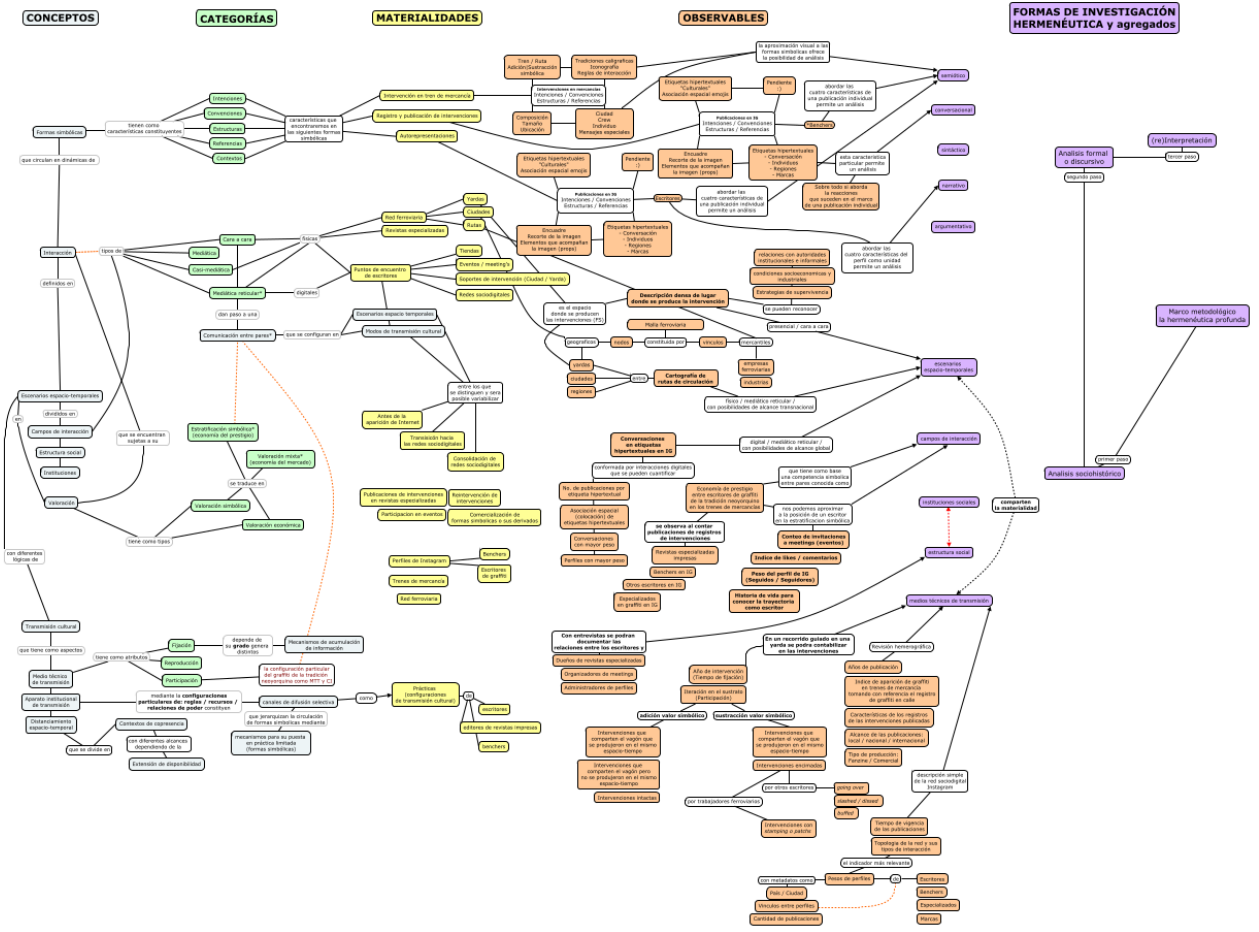 CONCEPTOS
CATEGORÍAS
MATERIALIDADES
OBSERVABLES
FORMAS DE INVESTIGACIÓN
HERMENÉUTICA y agregados
Formas simbólicas
tienen como
características constituyentes
Intenciones
Convenciones
Estructuras
Referencias
Contextos
características que
encontraremos en
las siguientes formas
simbólicas
Intervención en tren de mercancía
Registro y publicación de intervenciones
Autorepresentaciones
Tren / Ruta
Adición/Sustracción
simbólica
Tradiciones caligraficas
Iconografía
Reglas de interacción
Intervenciones en mercancías
Intenciones / Convenciones
Estructuras / Referencias
Composición
Tamaño
Ubicación
Ciudad
Crew
Individuo
Mensajes especiales
la aproximación visual a las
formas simbolicas ofrece
la posibilidad de análisis
Etiquetas hipertextuales
"Culturales"
Asociación espacial emojis
Pendiente
:)
Publicaciones en IG
Intenciones / Convenciones
Estructuras / Referencias
*Benchers
abordar las
cuatro características de
una publicación individual
permite un análisis
Encuadre
Recorte de la imagen
Elementos que acompañan
la imagen (props)
Etiquetas hipertextuales
- Conversación
- Individuos
- Regiones
- Marcas
esta característica
particular permite
un análisis
Sobre todo si aborda
la reacciones
que suceden en el marco
de una publicación individual
semiótico
conversacional
sintáctico
narrativo
argumentativo
Etiquetas hipertextuales
"Culturales"
Asociación espacial emojis
Pendiente
:)
Publicaciones en IG
Intenciones / Convenciones
Estructuras / Referencias
Escritores
abordar las
cuatro características de
una publicación individual
permite un análisis
Encuadre
Recorte de la imagen
Elementos que acompañan
la imagen (props)
Etiquetas hipertextuales
- Conversación
- Individuos
- Regiones
- Marcas
abordar las
cuatro características del
perfil como unidad
permite un análisis
Analisis formal
o discursivo
(re)Interpretación
tercer paso
segundo paso
Marco metodológico
la hermenéutica profunda
primer paso
Analisis sociohistórico
que circulan en dinámicas de
Interacción
tipos de
Cara a cara
Mediática
Casi-mediática
Mediática reticular*
físicas
digitales
Red ferroviaria
Revistas especializadas
Yardas
Ciudades
Rutas
Puntos de encuentro
de escritores
Tiendas
Eventos / meeting's
Soportes de intervención (Ciudad / Yarda)
Redes sociodigitales
definidos en
dan paso a una
Comunicación entre pares*
que se configuran en
Escenarios espacio temporales
Modos de transmisión cultural
entre los que
se distinguen y sera
posible variabilizar
Antes de la
aparición de Internet
Transición hacia
las redes sociodigitales
Consolidación de
redes sociodigitales
relaciones con autoridades
institucionales e informales
condiciones socioeconomicas y
industriales
Estrategias de supervivencia
se pueden reconocer
Descripción densa de lugar
donde se produce la intervención
es el espacio
donde se producen
las intervenciones (FS)
presencial / cara a cara
Malla ferroviaria
geograficos
nodos
constituida por
vínculos
mercantiles
yardas
ciudades
regiones
entre
Cartografía de
rutas de circulación
empresas
ferroviarias
industrias
físico / mediático reticular /
con posibilidades de alcance transnacional
escenarios
espacio-temporales
Escenarios espacio-temporales
en
divididos en
Campos de interacción
Estructura social
Instituciones
Valoración
que se encuentran
sujetas a su
tiene como tipos
Estratificación simbólica*
(economía del prestigio)
Valoración mixta*
(economía del mercado)
se traduce en
Valoración simbólica
Valoración económica
Publicaciones de intervenciones
en revistas especializadas
Reintervención de
intervenciones
Participacion en eventos
Comercialización de
formas simbolicas o sus derivados
Perfiles de Instagram
Benchers
Escritores
de graffiti
Trenes de mercancía
Red ferroviaria
Conversaciones
en etiquetas
hipertextuales en IG
digital / mediático reticular /
con posibilidades de alcance global
conformada por interacciones digitales
que se pueden cuantificar
No. de publicaciones por
etiqueta hipertextual
Asociación espacial
(colocación) de
etiquetas hipertextuales
Conversaciones
con mayor peso
Perfiles con mayor peso
Economía de prestigio
entre escritores de graffiti
de la tradición neoyorquina
en los trenes de mercancías
que tiene como base
una competencia simbolica
entre pares conocida como
se observa al contar
publicaciones de registros
de intervenciones
nos podemos aproximar
a la posición de un escritor
en la estratificacion simbólica
Revistas especializadas
impresas
Benchers en IG
Otros escritores en IG
Especializados
en graffiti en IG
Conteo de invitaciones
a meetings (eventos)
Indice de likes / comentarios
Peso del perfil de IG
(Seguidos / Seguidores)
Historia de vida para
conocer la trayectoria
como escritor
campos de interacción
instituciones sociales
estructura social
comparten
la materialidad
medios técnicos de transmisión
con diferentes
lógicas de
Transmisión cultural
que tiene como aspectos
Medio técnico
de transmisión
Aparato institucional
de transmisión
Distanciamiento
espacio-temporal
que se divide en
Contextos de copresencia
con diferentes alcances
dependiendo de la
Extensión de disponibilidad
tiene como atributos
Fijación
Reproducción
Participación
depende de
su grado genera
distintos
Mecanismos de acumulación
de información
la configuración particular
del graffiti de la tradición
neoyorquina como MTT y CI
mediante la configuraciones
particulares de: reglas / recursos /
relaciones de poder constituyen
canales de difusión selectiva
que jerarquizan la circulación
de formas simbolicas mediante
mecanismos para su puesta
en práctica limitada
(formas simbólicas)
como
Prácticas
(configuraciones
de transmisión cultural)
de
escritores
editores de revistas impresas
benchers
Con entrevistas se podran
documentar las
relaciones entre los escritores y
Dueños de revistas especializadas
Organizadores de meetings
Administradores de perfiles
En un recorrido guiado en una
yarda se podra contabilizar
en las intervenciones
Año de intervención
(Tiempo de fijación)
iteración en el sustrato
(Participación)
adición valor simbólico
sustracción valor simbólico
Intervenciones que
comparten el vagón que
se produjeron en el mismo
espacio-tiempo
Intervenciones que
comparten el vagón pero
no se produjeron en el mismo
espacio-tiempo
Intervenciones intactas
Intervenciones que
comparten el vagón que
se produjeron en el mismo
espacio-tiempo
Intervenciones encimadas
por trabajadores ferroviarios
por otros escritores
going over
slashed / dissed
buffed
Intervenciones con
stamping o patcho
Revisión hemerográfica
Años de publicación
Indice de aparición de graffiti
en trenes de mercancía
tomando con referencia el registro
de graffiti en calle
Características de los registros
de las intervenciones publicadas
Alcance de las publicaciones:
local / nacional / internacional
Tipo de producción:
Fanzine / Comercial
descripción simple
de la red sociodigital
Instagram
Tiempo de vigencia
de las publicaciones
Topología de la red y sus
tipos de interacción
el indicador más relevante
con metadatos como
Pesos de perfiles
de
País / Ciudad
Vínculos entre perfiles
Cantidad de publicaciones
Escritores
Benchers
Especializados
Marcas